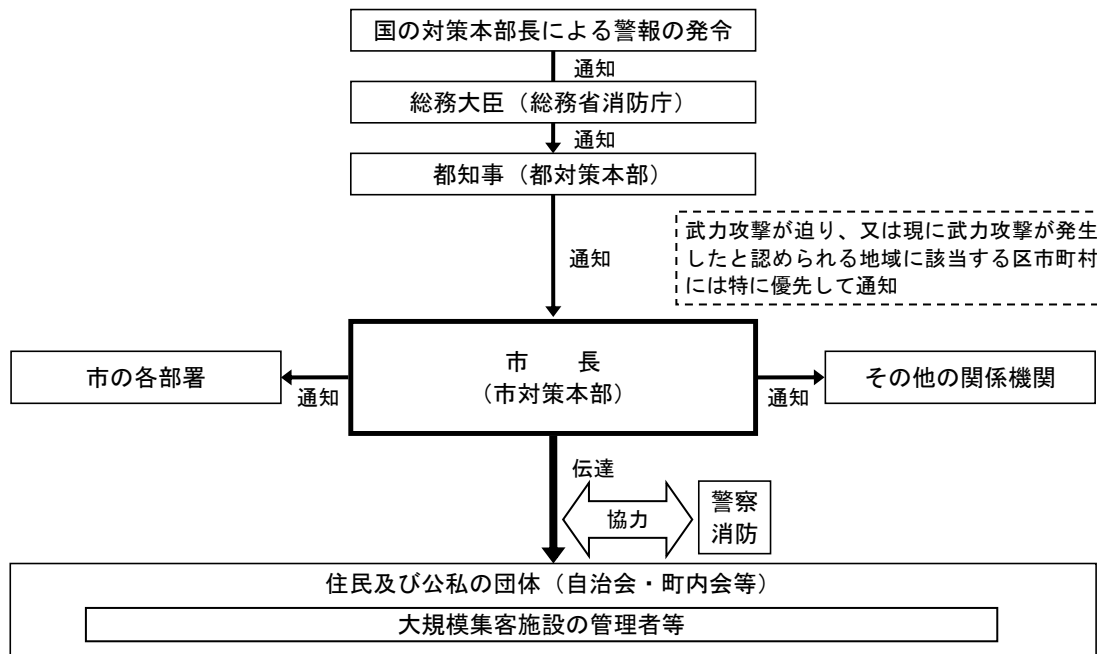 国の対策本部長による警報の発令
通知
総務大臣（総務省消防庁）
通知
都知事（都対策本部）
通知
武力攻撃が迫り、又は現に武力攻撃が発生
したと認められる地域に該当する区市町村
には特に優先して通知
市　　長
（市対策本部）
市の各部署
通知
通知
その他の関係機関
伝達
協力
警察
消防
住民及び公私の団体（自治会・町内会等）
大規模集客施設の管理者等